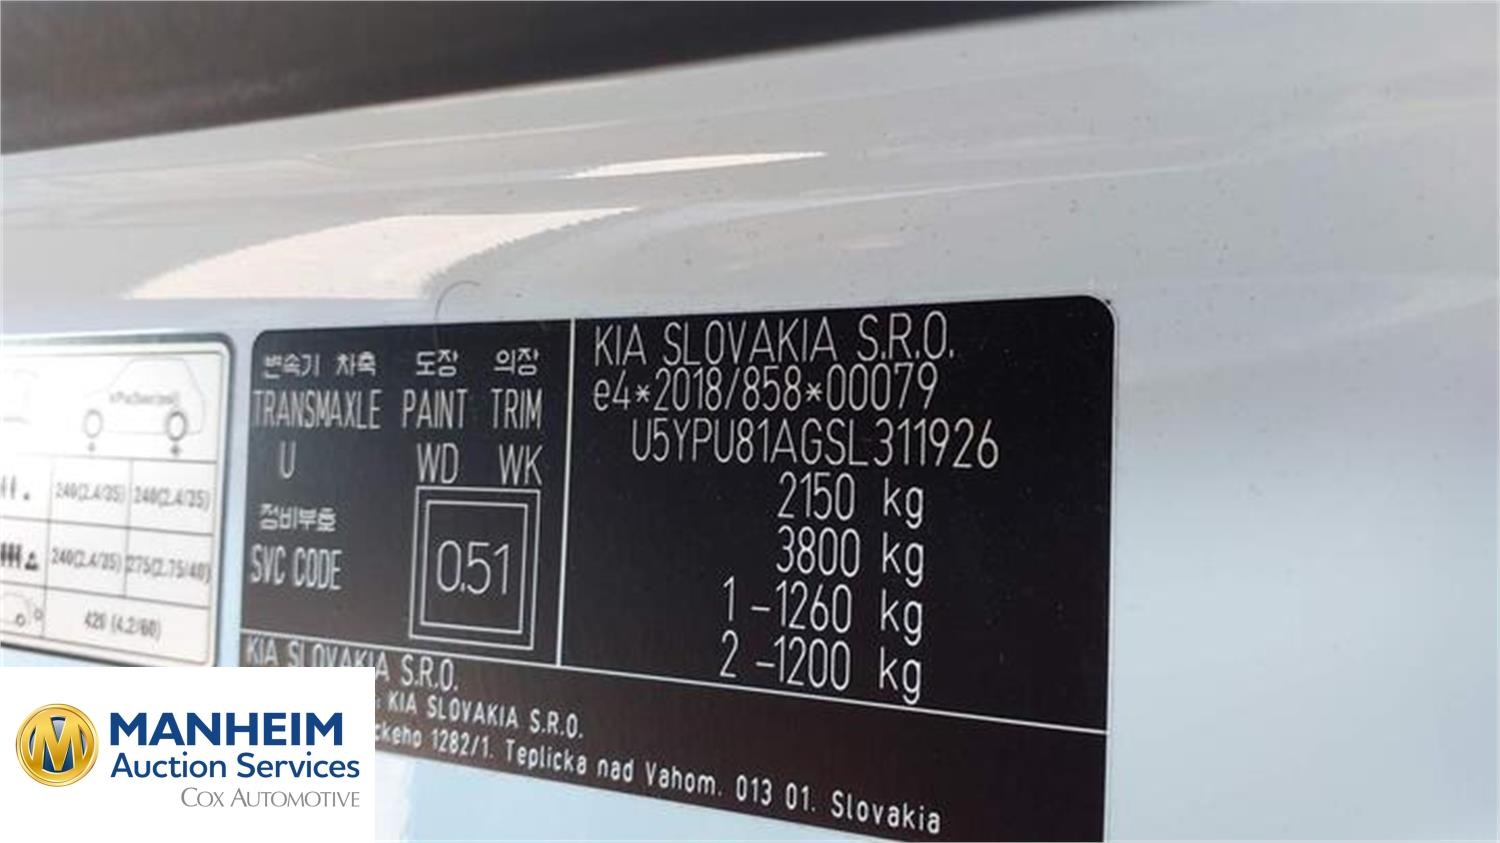 변속기 차축 도장 의장
TRANSMAXLE PAINT TRIM
U WD WK
정비부호
SVC CODE
0.51
KIA SLOVAKIA S.R.O.
e4*2018/858*00079
U5YPU81AGSL311926
2150 kg
3800 kg
1 -1260 kg
2 -1200 kg
KIA SLOVAKIA S.R.O.
KIA SLOVAKIA S.R.O.
1282/1. Teplicka nad Vahom. 013 01. Slovakia
240(2.4/35) 240(2.4/35)
240(2.4/35) 275(2.75/40)
420 (4.2/60)
MANHEIM
Auction Services
COX AUTOMOTIVE